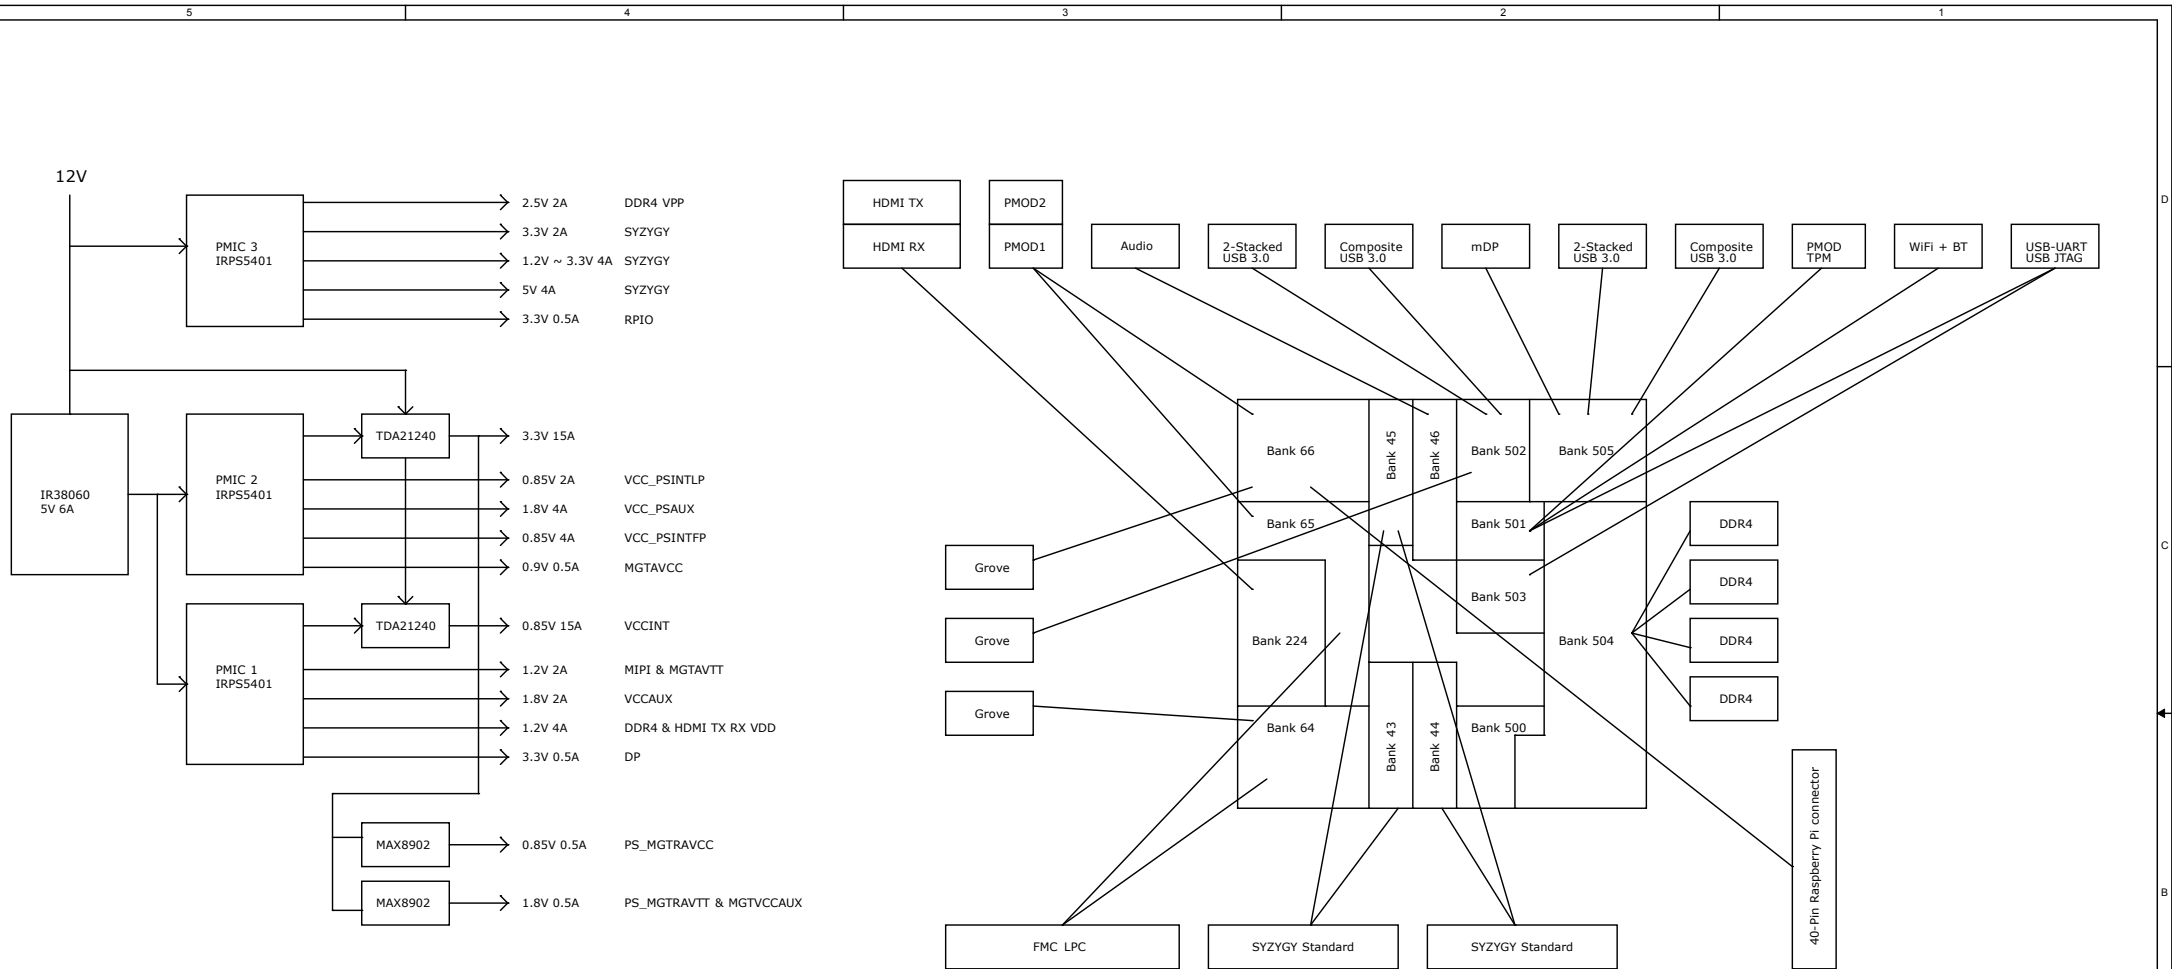 5
4
3
2
1
D
C
B
12V
PMIC 3
IRPS5401
2.5V 2A DDR4 VPP
3.3V 2A SYZYGY
1.2V ~ 3.3V 4A SYZYGY
5V 4A SYZYGY
3.3V 0.5A RPIO
IR38060
5V 6A
PMIC 2
IRPS5401
TDA21240
3.3V 15A
0.85V 2A VCC_PSINTLP
1.8V 4A VCC_PSAUX
0.85V 4A VCC_PSINTFP
0.9V 0.5A MGTAVCC
PMIC 1
IRPS5401
TDA21240
0.85V 15A VCCINT
1.2V 2A MIPI & MGTAVTT
1.8V 2A VCCAUX
1.2V 4A DDR4 & HDMI TX RX VDD
3.3V 0.5A DP
MAX8902
0.85V 0.5A PS_MGTRAVCC
MAX8902
1.8V 0.5A PS_MGTRAVTT & MGTVCCAUX
HDMI TX
HDMI RX
PMOD2
PMOD1
Audio
2-Stacked
USB 3.0
Composite
USB 3.0
mDP
2-Stacked
USB 3.0
Composite
USB 3.0
PMOD
TPM
WiFi + BT
USB-UART
USB JTAG
Bank 66
Bank 45
Bank 46
Bank 502
Bank 505
Bank 65
Bank 501
Bank 503
Bank 224
Bank 504
Bank 64
Bank 43
Bank 44
Bank 500
Grove
Grove
Grove
DDR4
DDR4
DDR4
DDR4
40-Pin Raspberry Pi connector
FMC LPC
SYZYGY Standard
SYZYGY Standard